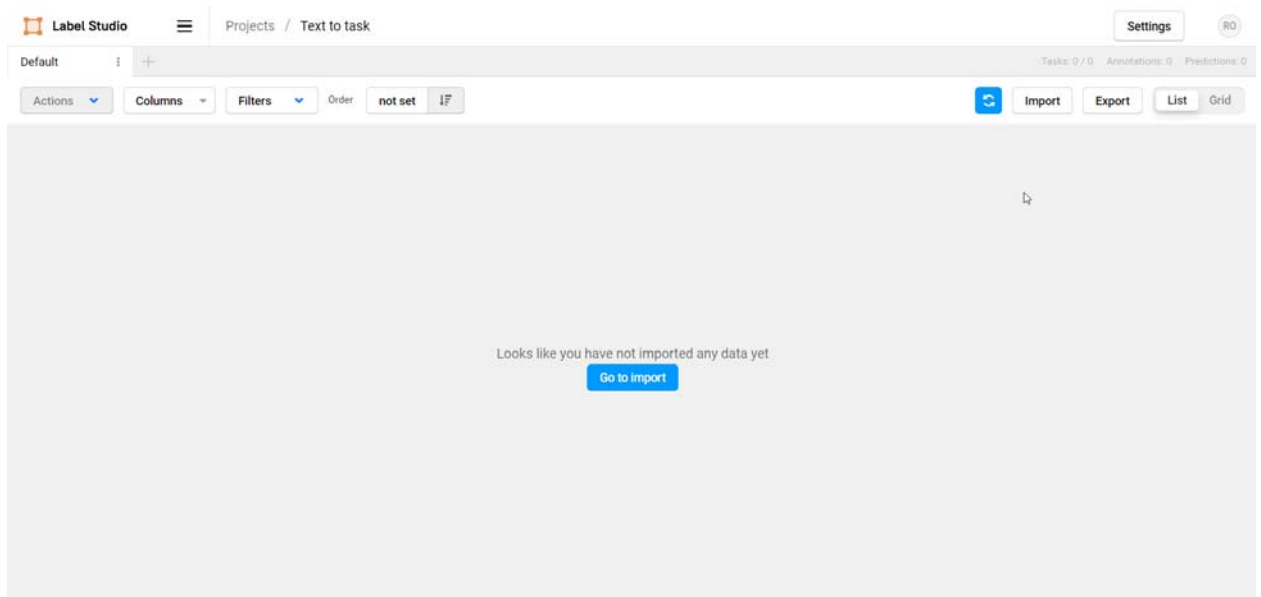 Label Studio Projects / Text to task Settings RO
Default Tasks: 0 / 0 Annotations: 0 Predictions: 0
Actions Columns Filters Order not set Import Export List Grid
Looks like you have not imported any data yet
Go to import